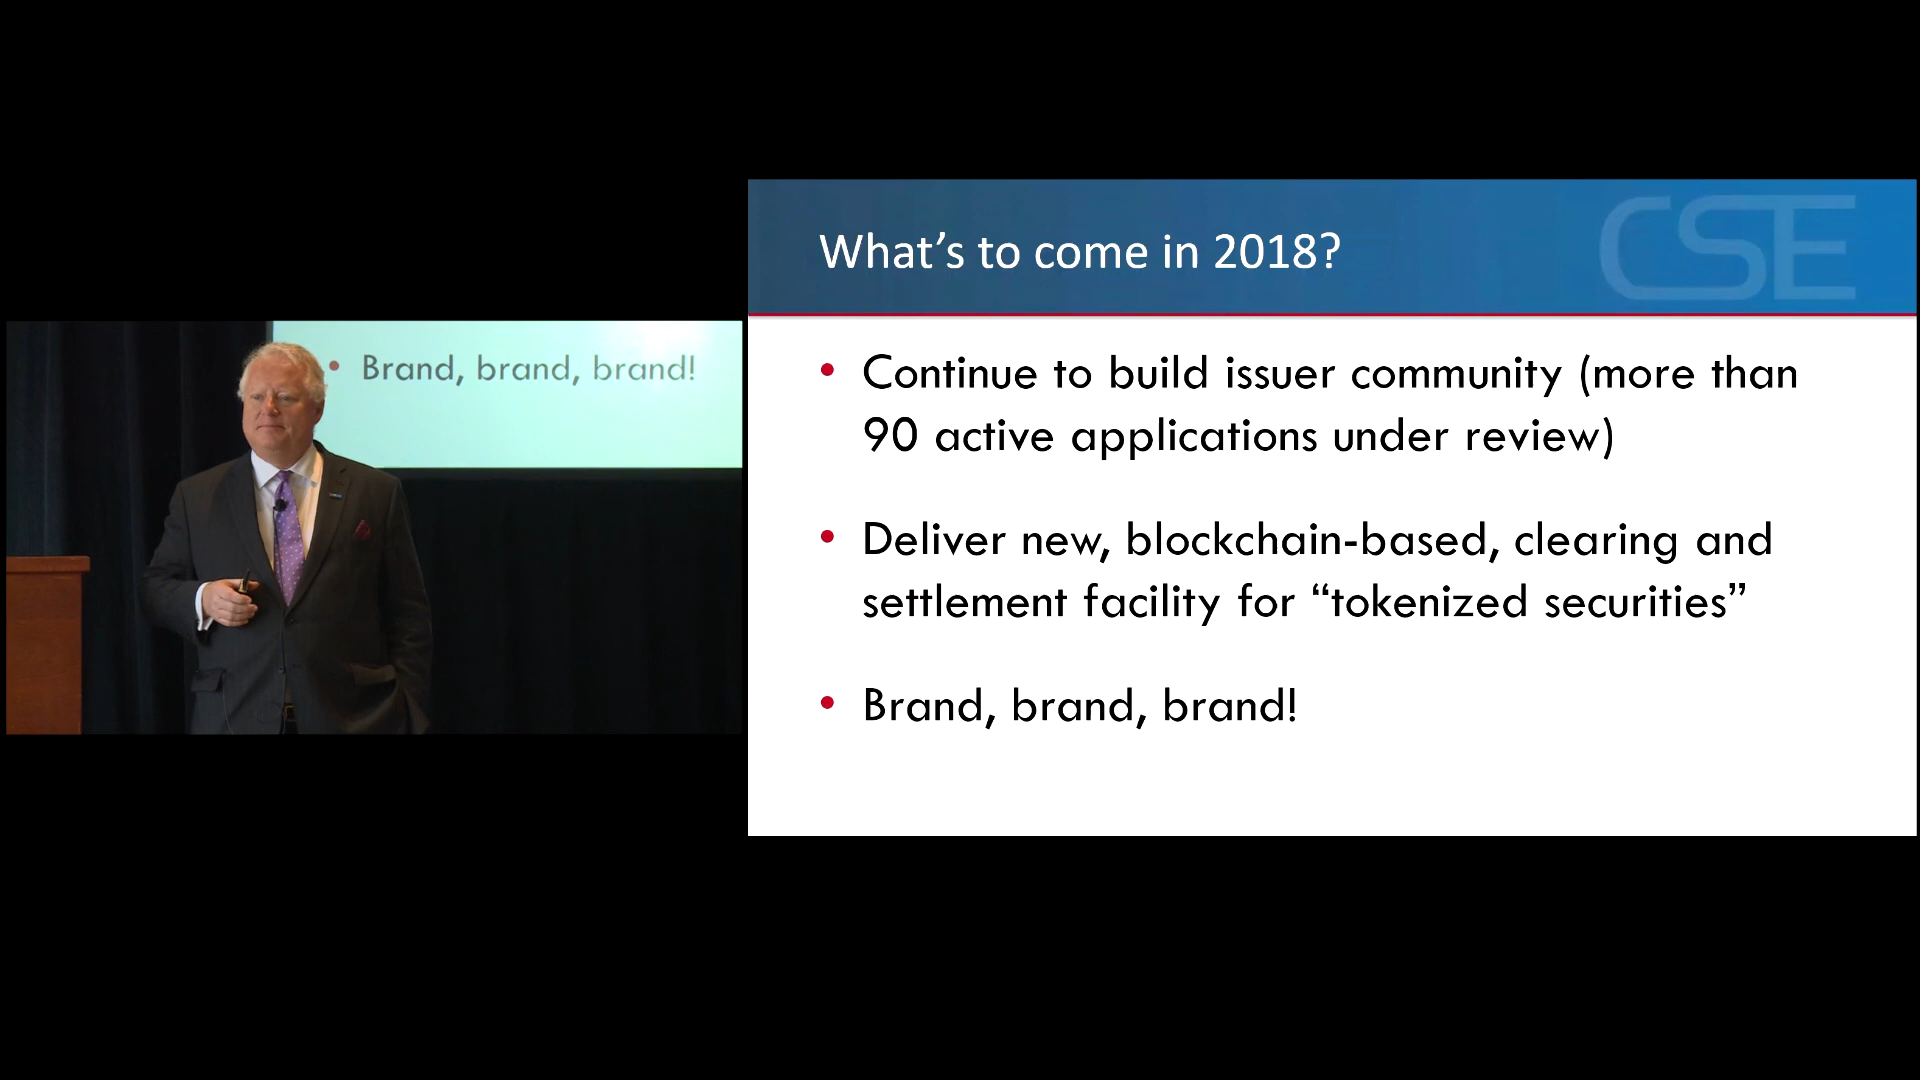 Brand, brand, brand!
CSE
What’s to come in 2018?
• Continue to build issuer community (more than
90 active applications under review)
• Deliver new, blockchain-based, clearing and
settlement facility for “tokenized securities”
• Brand, brand, brand!